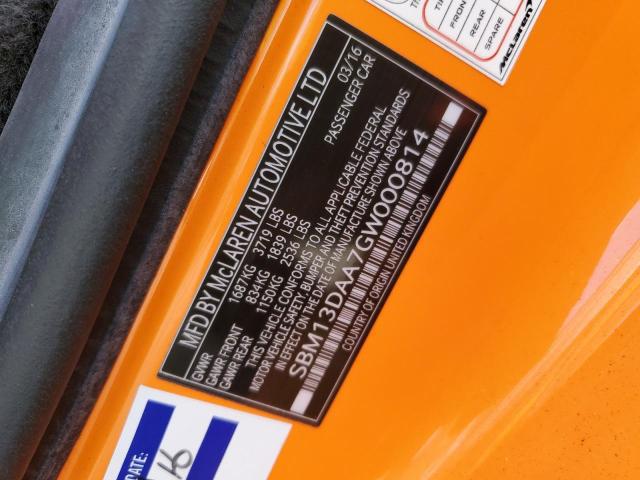 MFD BY McLAREN AUTOMOTIVE LTD
03/16
PASSENGER CAR
GVWR 1687KG 3719 LBS
GAWR FRONT 834KG 1839 LBS
GAWR REAR 1150KG 2536 LBS
THIS VEHICLE CONFORMS TO ALL APPLICABLE FEDERAL
MOTOR VEHICLE SAFETY, BUMPER AND THEFT PREVENTION STANDARDS
IN EFFECT ON THE DATE OF MANUFACTURE SHOWN ABOVE
SBM13DAA7GW000814
COUNTRY OF ORIGIN UNITED KINGDOM
FRONT
REAR
SPARE
McLaren
DATE: